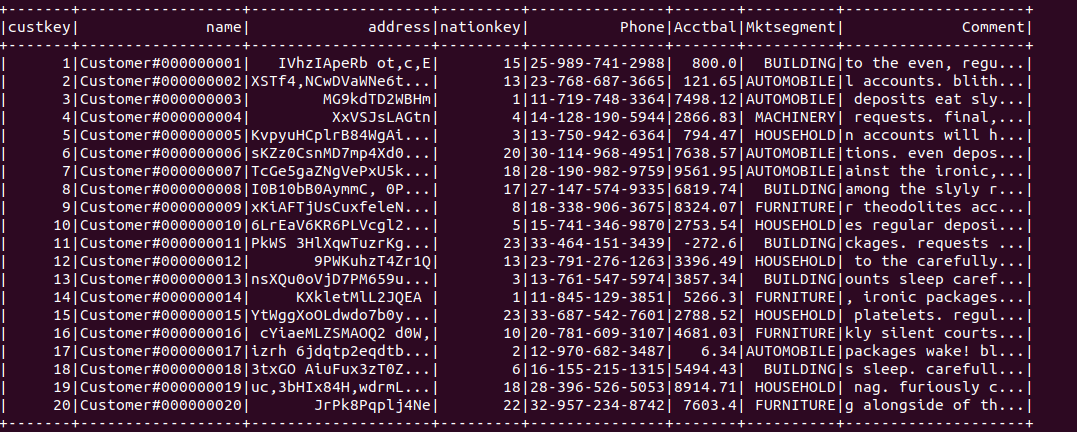 +-------+------------------+--------------------+---------+---------------+-------+----------+--------------------+
|custkey|              name|             address|nationkey|          Phone|Acctbal|Mktsegment|             Comment|
+-------+------------------+--------------------+---------+---------------+-------+----------+--------------------+
|      1|Customer#000000001|   IVhzIApeRb ot,c,E|       15|25-989-741-2988|  800.0|  BUILDING|to the even, regu...|
|      2|Customer#000000002|XSTf4,NCwDVaWNe6t...|       13|23-768-687-3665| 121.65|AUTOMOBILE|l accounts. blith...|
|      3|Customer#000000003|        MG9kdTD2WBHm|        1|11-719-748-3364|7498.12|AUTOMOBILE| deposits eat sly...|
|      4|Customer#000000004|         XxVSJsLAGtn|        4|14-128-190-5944|2866.83| MACHINERY| requests. final,...|
|      5|Customer#000000005|KvpyuHCplrB84WgAi...|        3|13-750-942-6364| 794.47| HOUSEHOLD|n accounts will h...|
|      6|Customer#000000006|sKZz0CsnMD7mp4Xd0...|       20|30-114-968-4951|7638.57|AUTOMOBILE|tions. even depos...|
|      7|Customer#000000007|TcGe5gaZNgVePxU5k...|       18|28-190-982-9759|9561.95|AUTOMOBILE|ainst the ironic,...|
|      8|Customer#000000008|I0B10bB0AymmC, 0P...|       17|27-147-574-9335|6819.74|  BUILDING|among the slyly r...|
|      9|Customer#000000009|xKiAFTjUsCuxfeleN...|        8|18-338-906-3675|8324.07| FURNITURE|r theodolites acc...|
|     10|Customer#000000010|6LrEaV6KR6PLVcgl2...|        5|15-741-346-9870|2753.54| HOUSEHOLD|es regular deposi...|
|     11|Customer#000000011|PkWS 3HlXqwTuzrKg...|       23|33-464-151-3439| -272.6|  BUILDING|ckages. requests ...|
|     12|Customer#000000012|       9PWKuhzT4Zr1Q|       13|23-791-276-1263|3396.49| HOUSEHOLD| to the carefully...|
|     13|Customer#000000013|nsXQu0oVjD7PM659u...|        3|13-761-547-5974|3857.34|  BUILDING|ounts sleep caref...|
|     14|Customer#000000014|     KXkletMlL2JQEA |        1|11-845-129-3851| 5266.3| FURNITURE|, ironic packages...|
|     15|Customer#000000015|YtWggXoOLdwdo7b0y...|       23|33-687-542-7601|2788.52| HOUSEHOLD| platelets. regul...|
|     16|Customer#000000016| cYiaeMLZSMAOQ2 d0W,|       10|20-781-609-3107|4681.03| FURNITURE|kly silent courts...|
|     17|Customer#000000017|izrh 6jdqtp2eqdtb...|        2|12-970-682-3487|   6.34|AUTOMOBILE|packages wake! bl...|
|     18|Customer#000000018|3txGO AiuFux3zT0Z...|        6|16-155-215-1315|5494.43|  BUILDING|s sleep. carefull...|
|     19|Customer#000000019|uc,3bHIx84H,wdrmL...|       18|28-396-526-5053|8914.71| HOUSEHOLD| nag. furiously c...|
|     20|Customer#000000020|       JrPk8Pqplj4Ne|       22|32-957-234-8742| 7603.4| FURNITURE|g alongside of th...|
+-------+------------------+--------------------+---------+---------------+-------+----------+--------------------+